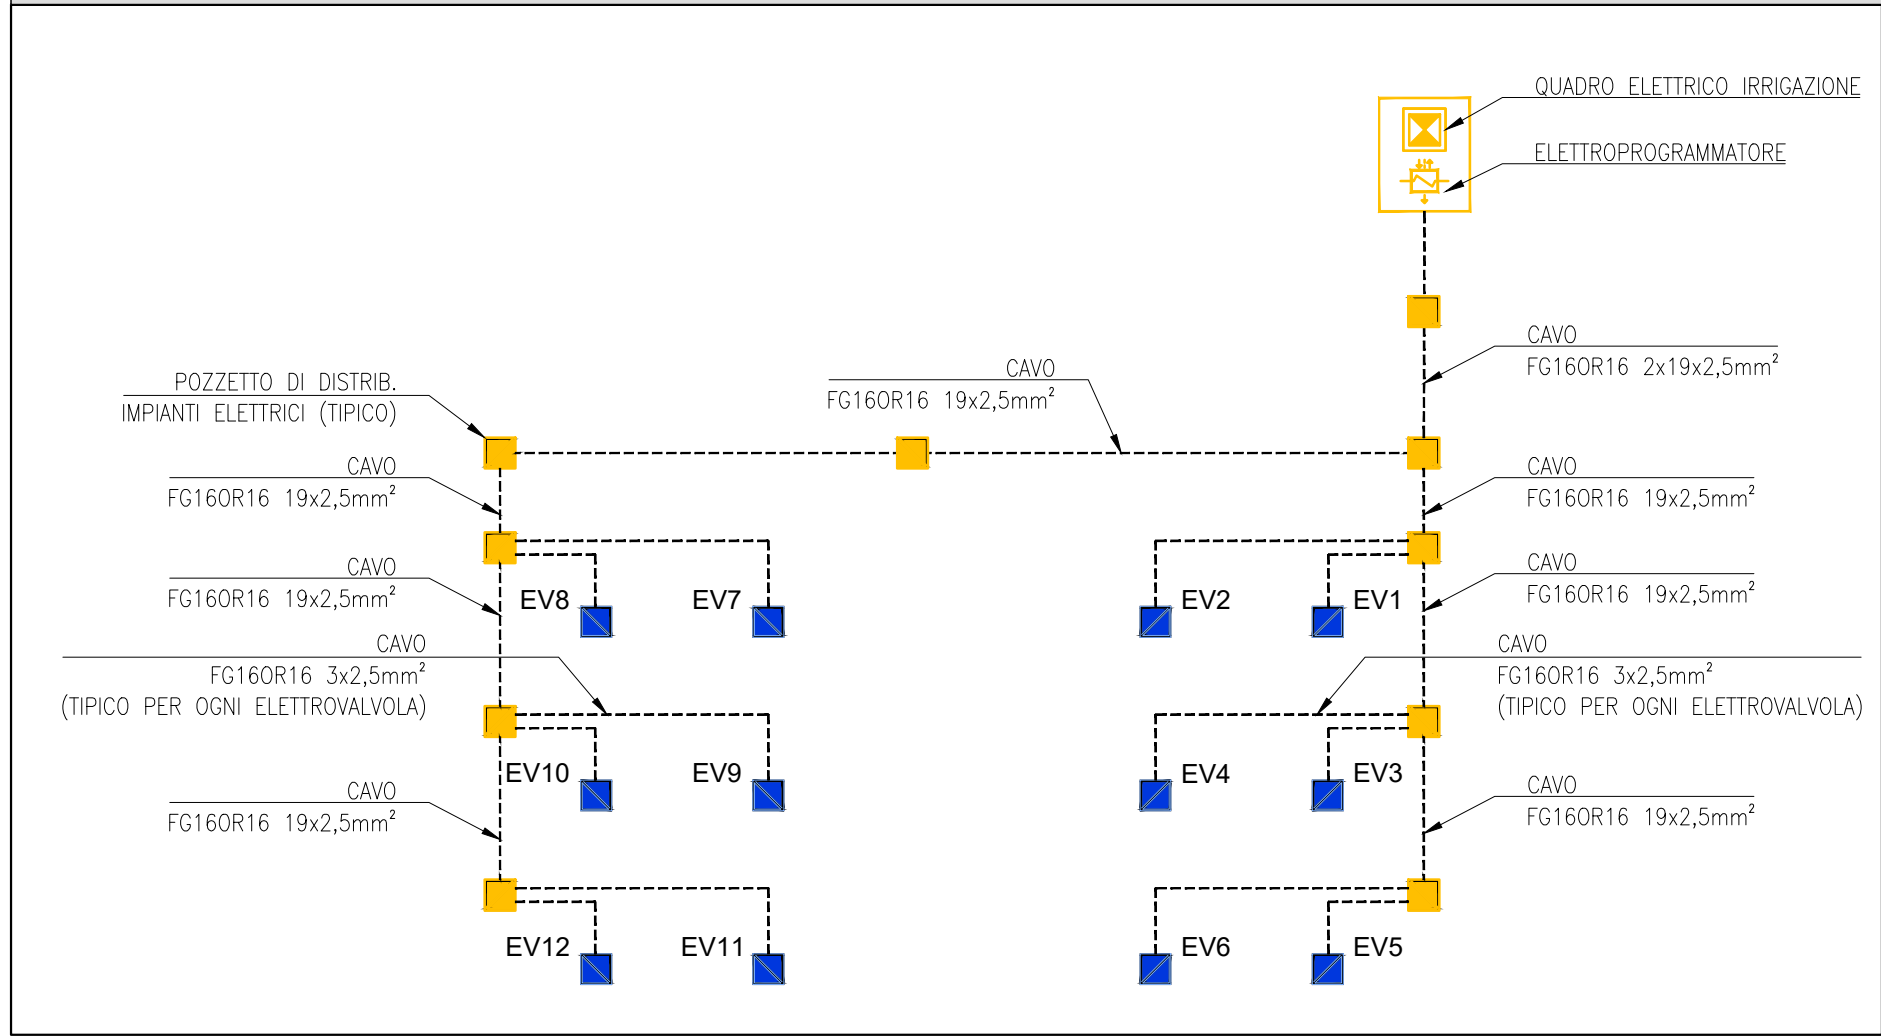 QUADRO ELETTRICO IRRIGAZIONE
ELETTROPROGRAMMATORE
CAVO
FG16OR16 2x19x2,5mm²
CAVO
FG16OR16 19x2,5mm²
POZZETTO DI DISTRIB.
IMPIANTI ELETTRICI (TIPICO)
CAVO
FG16OR16 19x2,5mm²
CAVO
FG16OR16 19x2,5mm²
CAVO
FG16OR16 19x2,5mm²
CAVO
FG16OR16 19x2,5mm²
EV8
EV7
EV2
EV1
CAVO
FG16OR16 3x2,5mm²
(TIPICO PER OGNI ELETTROVALVOLA)
CAVO
FG16OR16 3x2,5mm²
(TIPICO PER OGNI ELETTROVALVOLA)
EV10
EV9
EV4
EV3
CAVO
FG16OR16 19x2,5mm²
CAVO
FG16OR16 19x2,5mm²
EV12
EV11
EV6
EV5